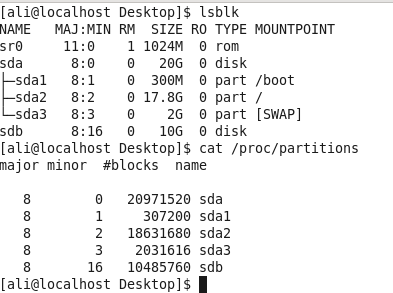 [ali@localhost Desktop]$ lsblk
NAME   MAJ:MIN RM  SIZE RO TYPE MOUNTPOINT
sr0     11:0    1 1024M  0 rom
sda      8:0    0   20G  0 disk
├─sda1   8:1    0  300M  0 part /boot
├─sda2   8:2    0 17.8G  0 part /
└─sda3   8:3    0    2G  0 part [SWAP]
sdb      8:16   0   10G  0 disk
[ali@localhost Desktop]$ cat /proc/partitions
major minor  #blocks  name

   8        0   20971520 sda
   8        1     307200 sda1
   8        2   18631680 sda2
   8        3    2031616 sda3
   8       16   10485760 sdb
[ali@localhost Desktop]$